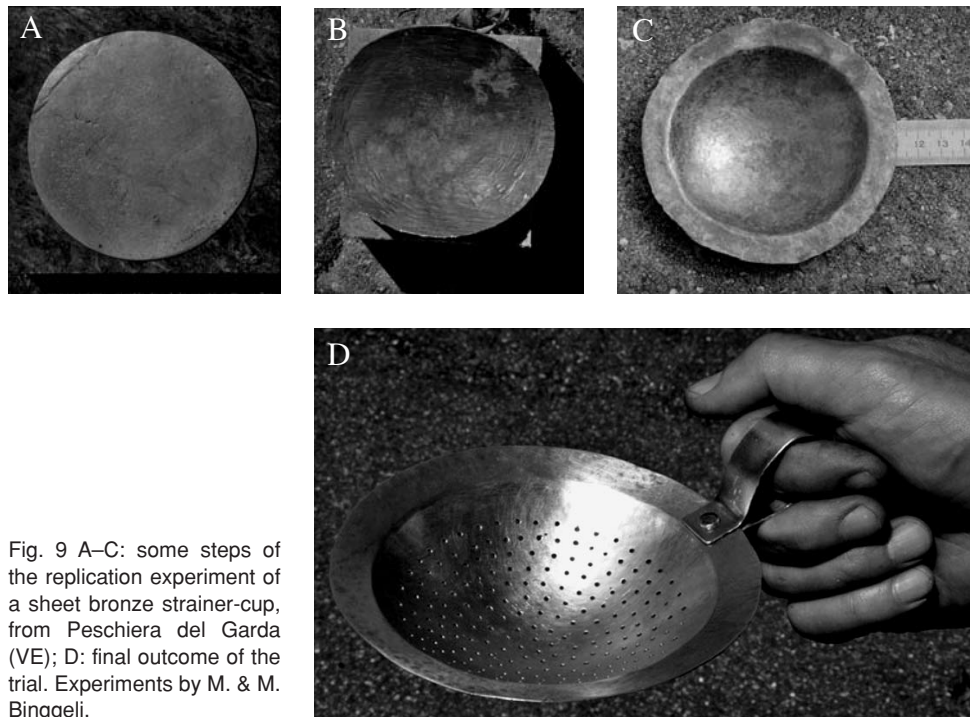 A
B
C
12 13 14
D
Fig. 9 A–C: some steps of
the replication experiment of
a sheet bronze strainer-cup,
from Peschiera del Garda
(VE); D: final outcome of the
trial. Experiments by M. & M.
Binggeli.